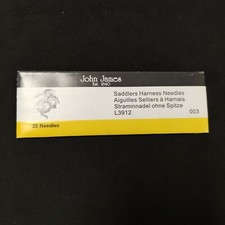 John James
Est. 1840
Saddlers Harness Needles
Aiguilles Selliers à Harnais
Straminnadel ohne Spitze
L3912 003
25 Needles